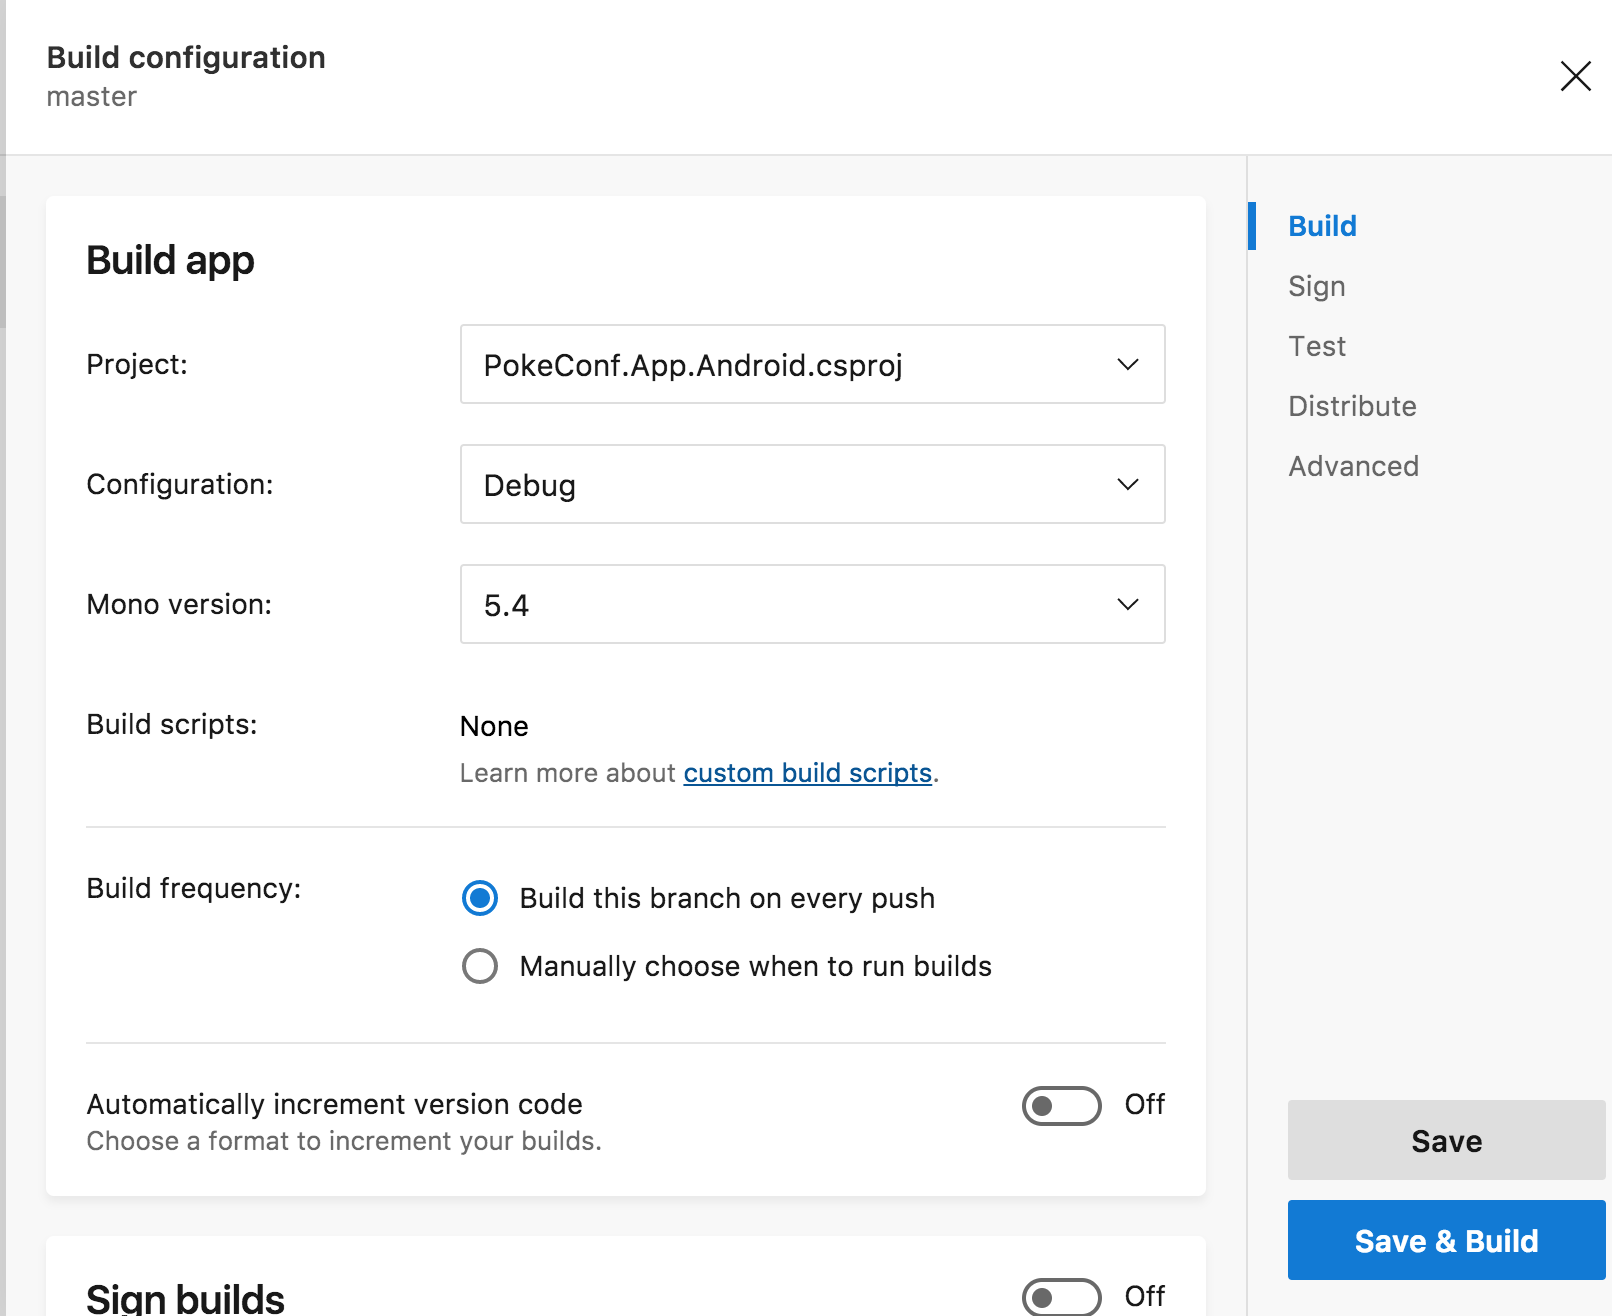 Build configuration
master
Build app
Project:
PokeConf.App.Android.csproj
Configuration:
Debug
Mono version:
5.4
Build scripts:
None
Learn more about custom build scripts.
Build frequency:
Build this branch on every push
Manually choose when to run builds
Automatically increment version code
Off
Choose a format to increment your builds.
Sign builds
Off
Build
Sign
Test
Distribute
Advanced
Save
Save & Build